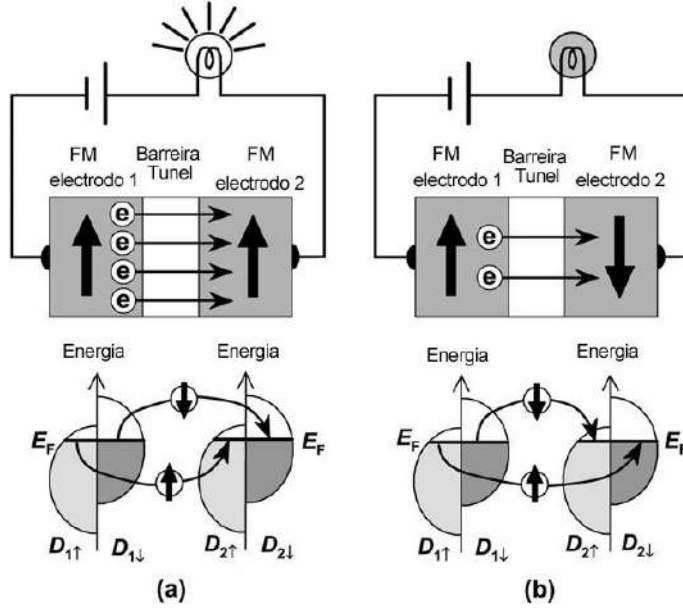 FM Barreira FM
electrodo 1 Tunel electrodo 2
e
e
e
e
Energia Energia
E_F E_F
D_1↑ D_1↓ D_2↑ D_2↓
(a)
FM Barreira FM
electrodo 1 Tunel electrodo 2
e
e
Energia Energia
E_F E_F
D_1↑ D_1↓ D_2↑ D_2↓
(b)